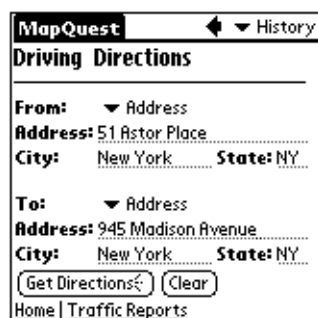 MapQuest History
Driving Directions
From: Address
Address: 51 Astor Place
City: New York State: NY
To: Address
Address: 945 Madison Avenue
City: New York State: NY
Get Directions Clear
Home | Traffic Reports